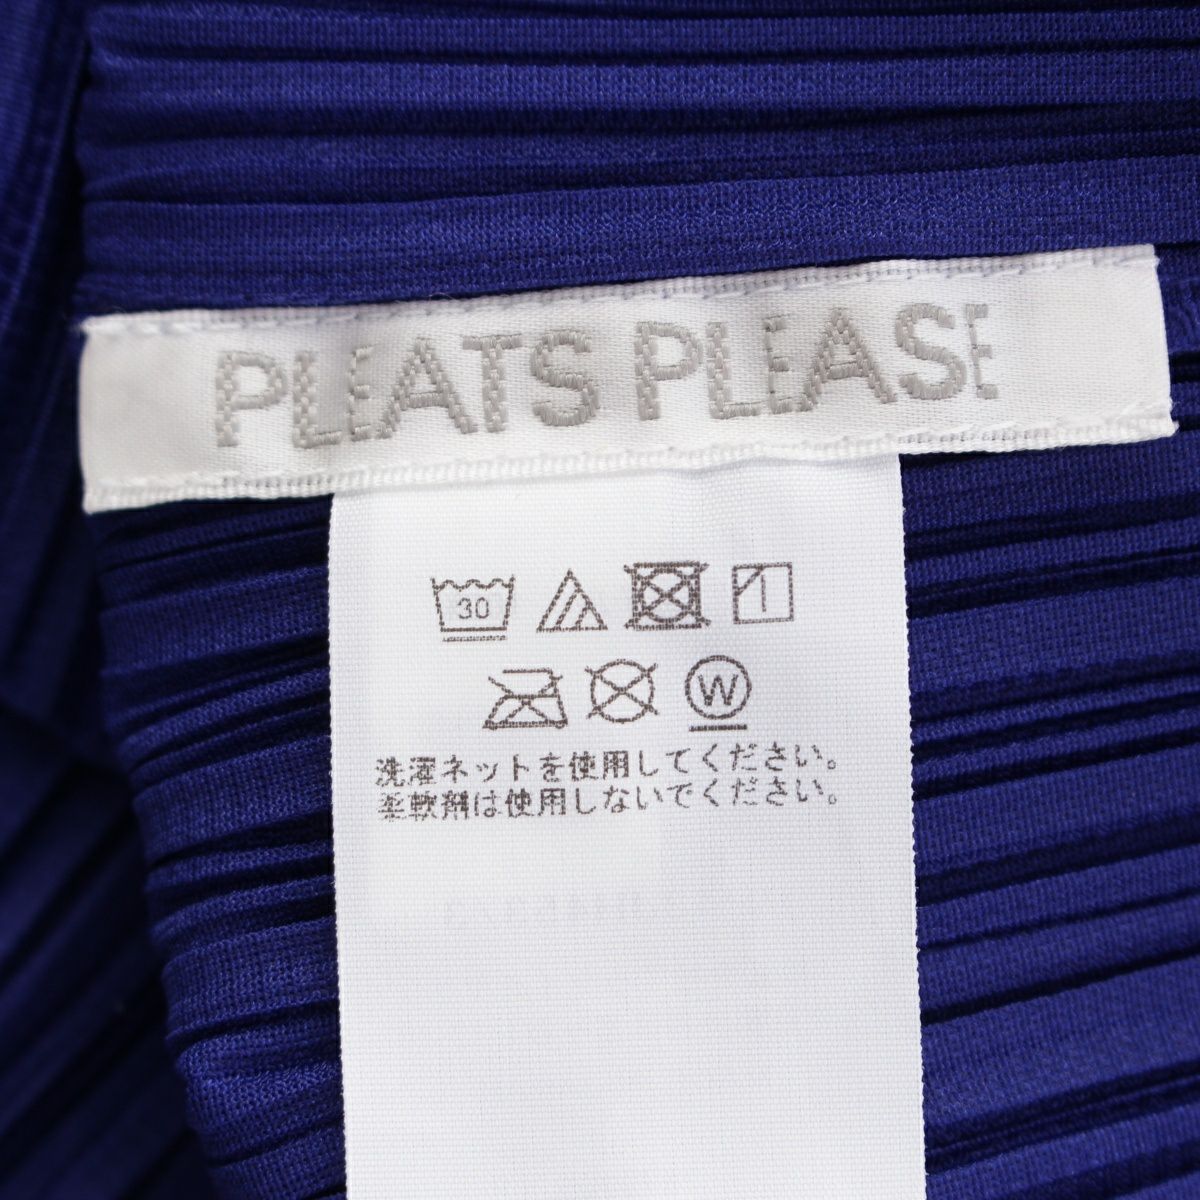 PLEATS PLEASE
30
W
洗濯ネットを使用してください。
柔軟剤は使用しないでください。